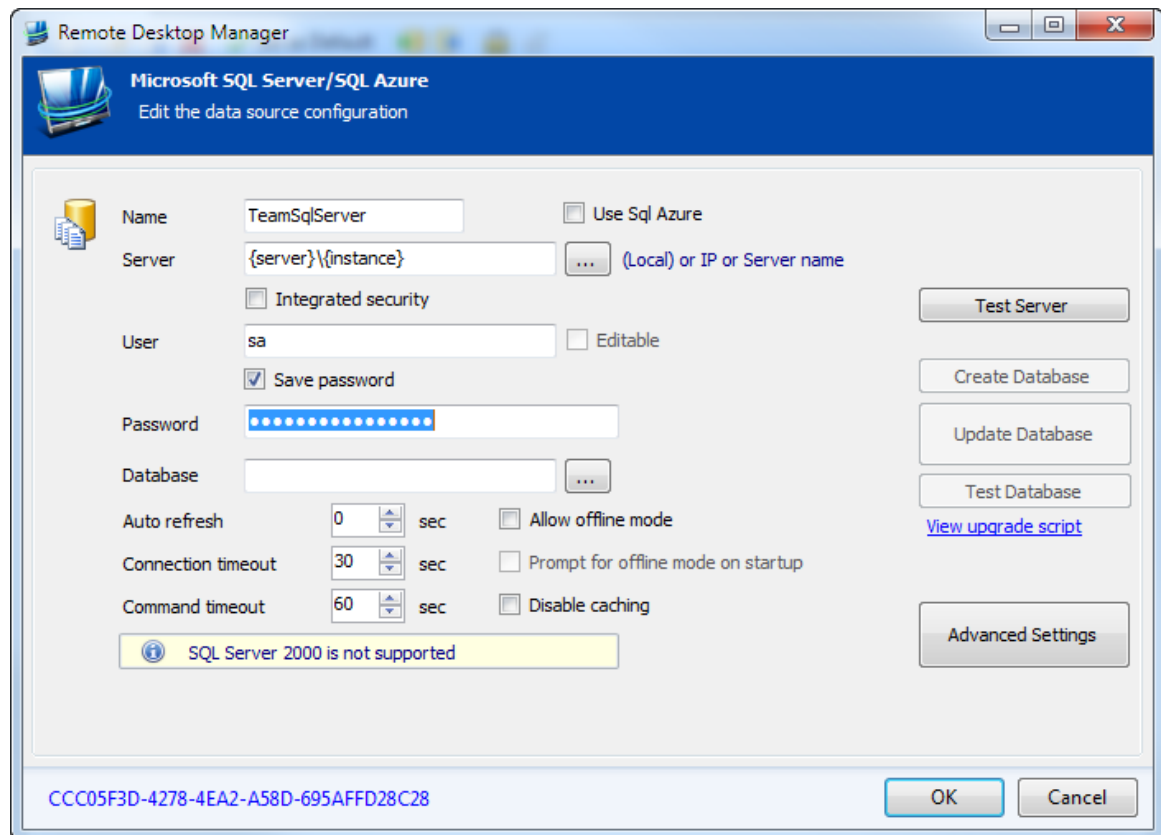 Remote Desktop Manager
Microsoft SQL Server/SQL Azure
Edit the data source configuration
Name TeamSqlServer Use Sql Azure
Server {server}\{instance} ... (Local) or IP or Server name
Integrated security
Test Server
User sa Editable
Save password
Create Database
Password ••••••••••••••••
Update Database
Database ...
Test Database
Auto refresh 0 sec Allow offline mode
View upgrade script
Connection timeout 30 sec Prompt for offline mode on startup
Command timeout 60 sec Disable caching
Advanced Settings
SQL Server 2000 is not supported
CCC05F3D-4278-4EA2-A58D-695AFFD28C28 OK Cancel